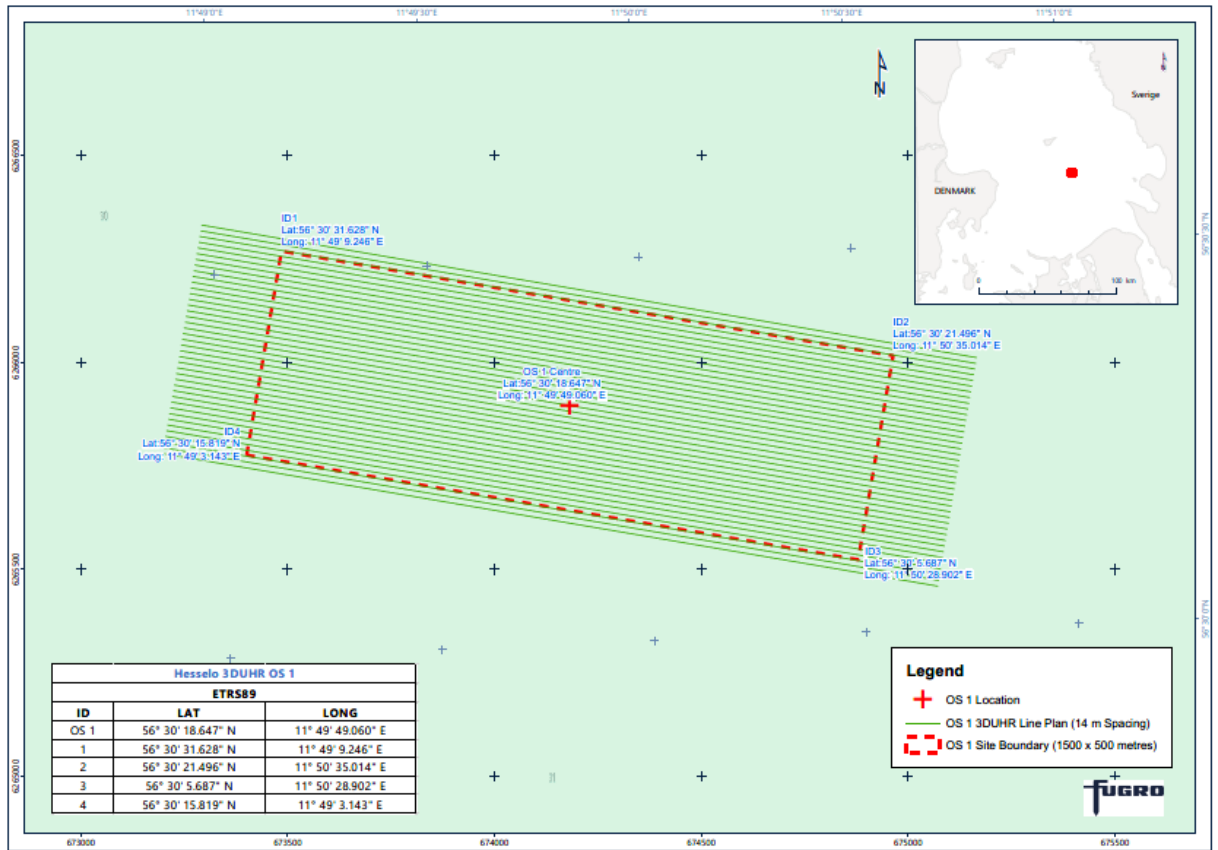 11°49'0"E 11°49'30"E 11°50'0"E 11°50'30"E 11°51'0"E
N
Sverige
DENMARK
0 100 km
6266500
6266000
6265500
6265000
56°30'30"N
56°30'0"N
10
ID1
Lat:56° 30' 31.628" N
Long: 11° 49' 9.246" E
ID2
Lat:56° 30' 21.496" N
Long: 11° 50' 35.014" E
OS 1 Centre
Lat:56° 30' 18.647" N
Long: 11° 49' 49.060" E
ID4
Lat:56° 30' 15.819" N
Long: 11° 49' 3.143" E
ID3
Lat:56° 30' 5.687" N
Long: 11° 50' 28.902" E
Hesselo 3DUHR OS 1
ETRS89
ID LAT LONG
OS 1 56° 30' 18.647" N 11° 49' 49.060" E
1 56° 30' 31.628" N 11° 49' 9.246" E
2 56° 30' 21.496" N 11° 50' 35.014" E
3 56° 30' 5.687" N 11° 50' 28.902" E
4 56° 30' 15.819" N 11° 49' 3.143" E
11
Legend
OS 1 Location
OS 1 3DUHR Line Plan (14 m Spacing)
OS 1 Site Boundary (1500 x 500 metres)
FUGRO
673000 673500 674000 674500 675000 675500